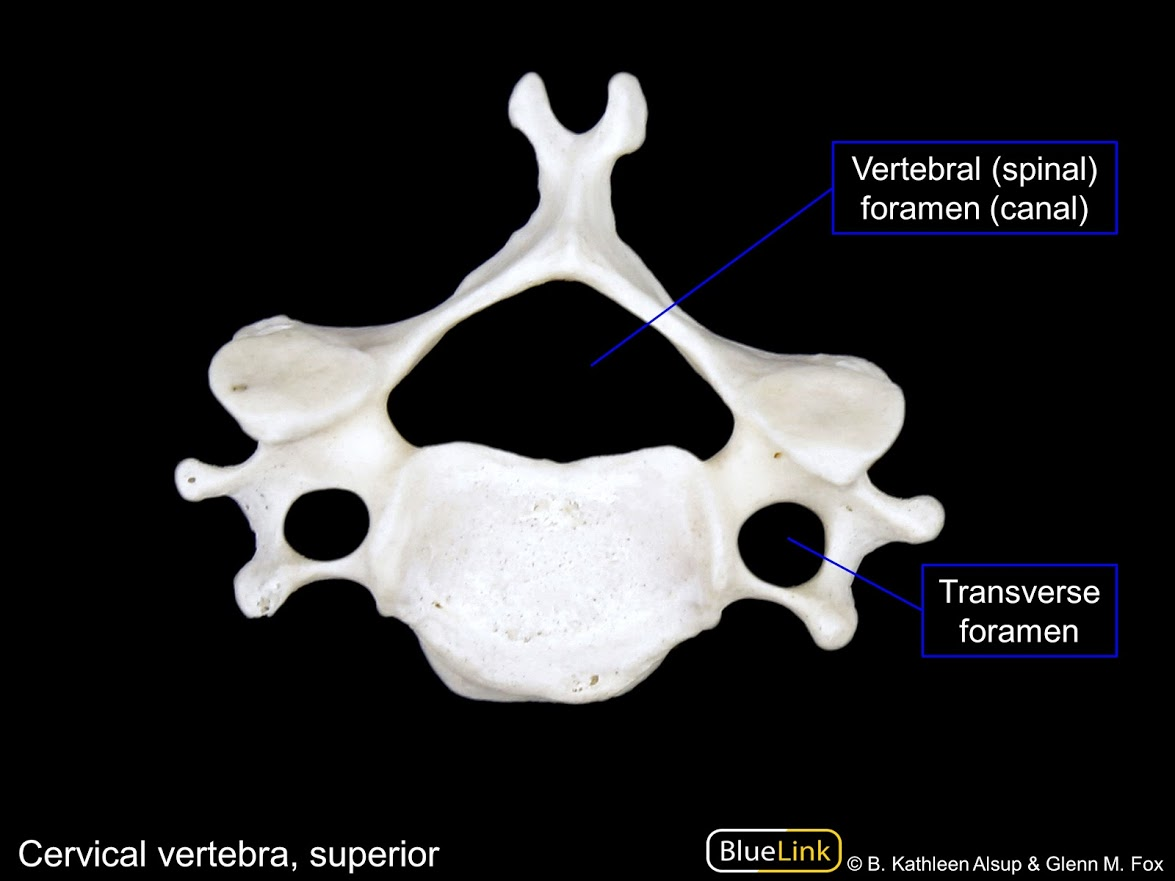 Vertebral (spinal)
foramen (canal)
Transverse
foramen
Cervical vertebra, superior
BlueLink
© B. Kathleen Alsup & Glenn M. Fox